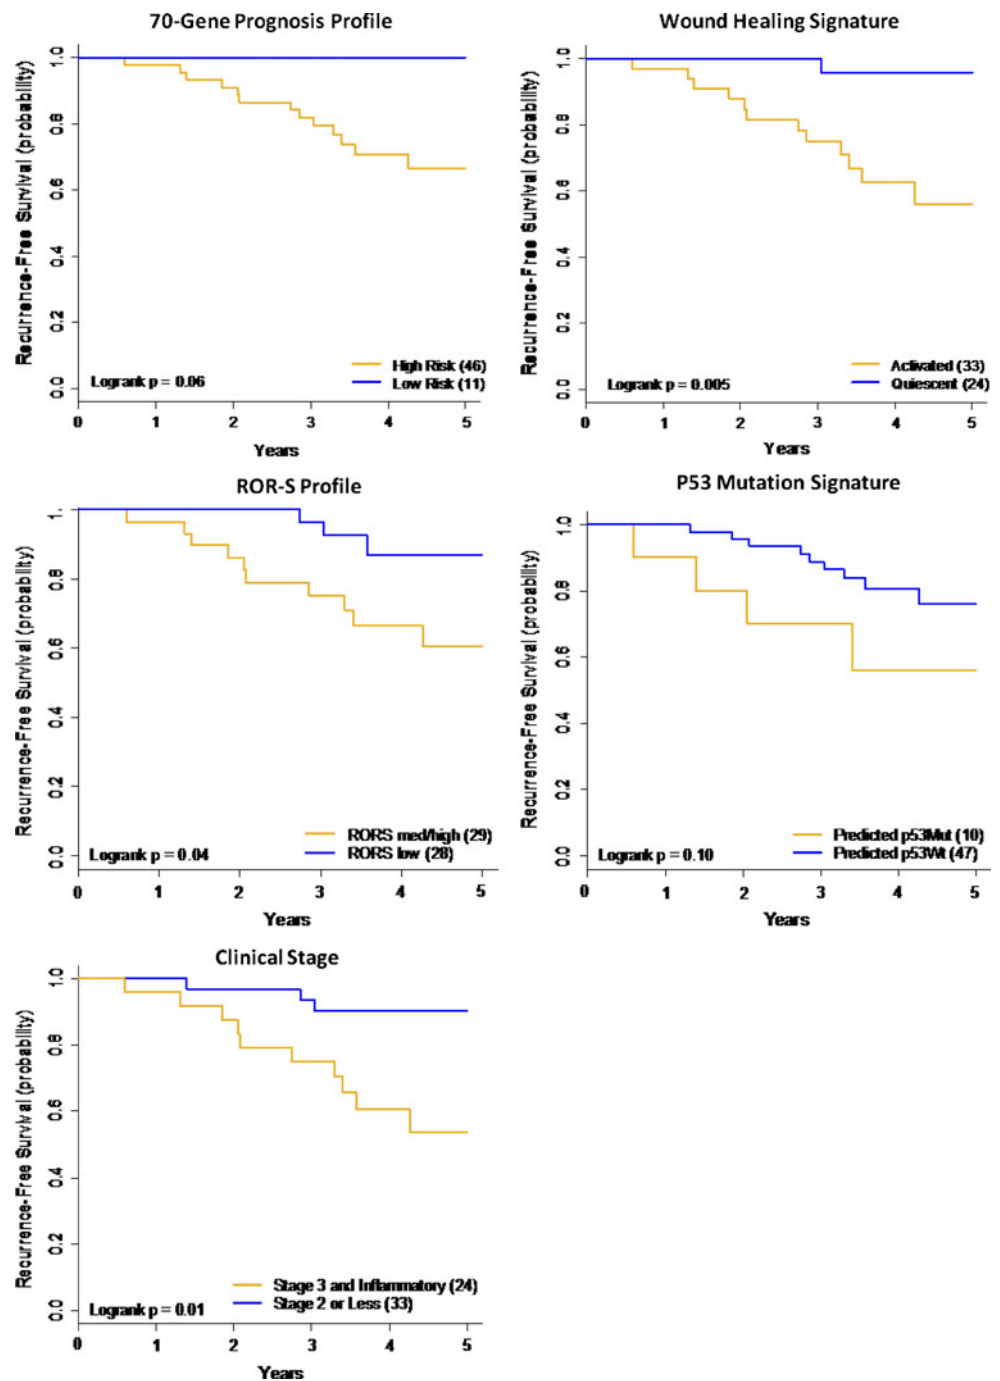 70-Gene Prognosis Profile
Recurrence-Free Survival (probability)
1.0
0.8
0.6
0.4
0.2
0.0
High Risk (46)
Low Risk (11)
Logrank p = 0.06
0 1 2 3 4 5
Years
Wound Healing Signature
Recurrence-Free Survival (probability)
1.0
0.8
0.6
0.4
0.2
0.0
Activated (33)
Quiescent (24)
Logrank p = 0.005
0 1 2 3 4 5
Years
ROR-S Profile
Recurrence-Free Survival (probability)
1.
0.8
0.6
0.4
0.2
0.0
RORS med/high (29)
RORS low (28)
Logrank p = 0.04
0 1 2 3 4 5
Years
P53 Mutation Signature
Recurrence-Free Survival (probability)
1.0
0.8
0.6
0.4
0.2
0.0
Predicted p53Mut (10)
Predicted p53Wt (47)
Logrank p = 0.10
0 1 2 3 4 5
Years
Clinical Stage
Recurrence-Free Survival (probability)
1.0
0.8
0.6
0.4
0.2
0.0
Stage 3 and Inflammatory (24)
Stage 2 or Less (33)
Logrank p = 0.01
0 1 2 3 4 5
Years